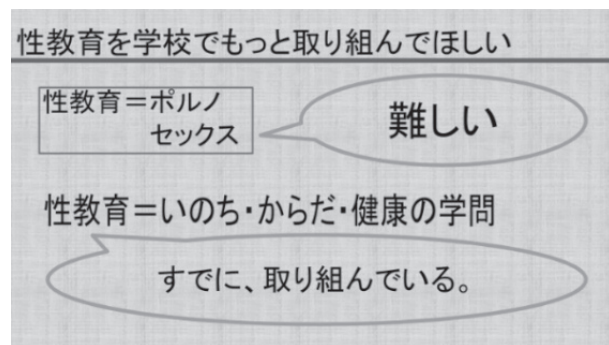 性教育を学校でもっと取り組んでほしい
性教育＝ポルノ
セックス
難しい
性教育＝いのち・からだ・健康の学問
すでに、取り組んでいる。